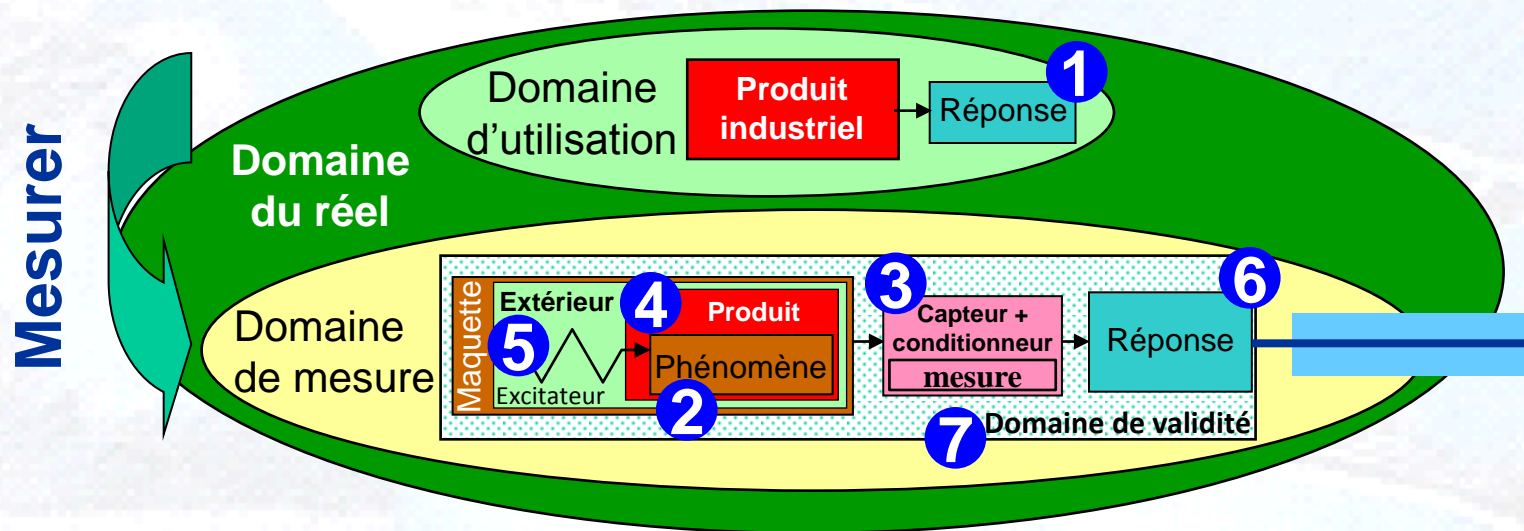 Mesurer
Domaine
d’utilisation
Produit
industriel
Réponse
1
Domaine
du réel
Domaine
de mesure
Maquette
Extérieur
5
Excitateur
4
Produit
Phénomène
2
3
Capteur +
conditionneur
mesure
6
Réponse
7
Domaine de validité